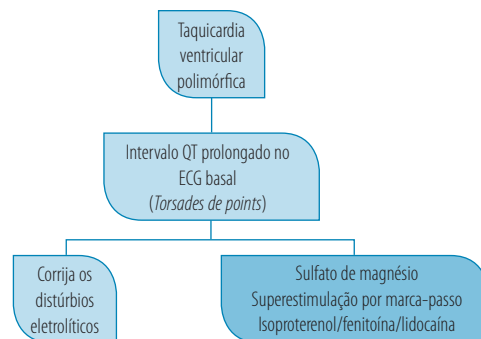 Taquicardia
ventricular
polimórfica
Intervalo QT prolongado no
ECG basal
(Torsades de points)
Corrija os
distúrbios
eletrolíticos
Sulfato de magnésio
Superestimulação por marca-passo
Isoproterenol/fenitoína/lidocaína